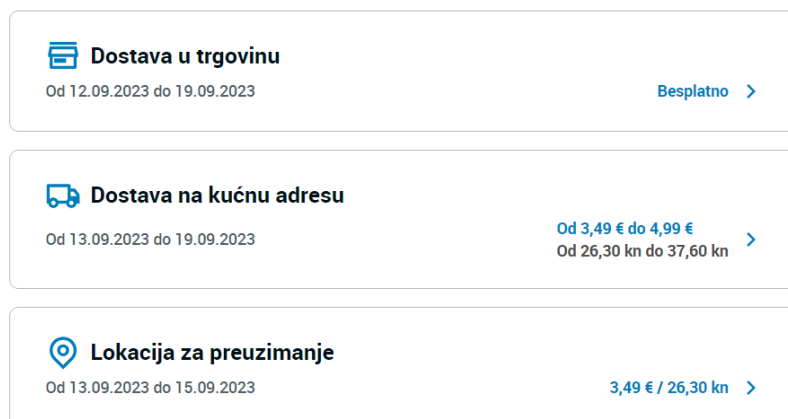 Dostava u trgovinu
Od 12.09.2023 do 19.09.2023
Besplatno
Dostava na kućnu adresu
Od 13.09.2023 do 19.09.2023
Od 3,49 € do 4,99 €
Od 26,30 kn do 37,60 kn
Lokacija za preuzimanje
Od 13.09.2023 do 15.09.2023
3,49 € / 26,30 kn